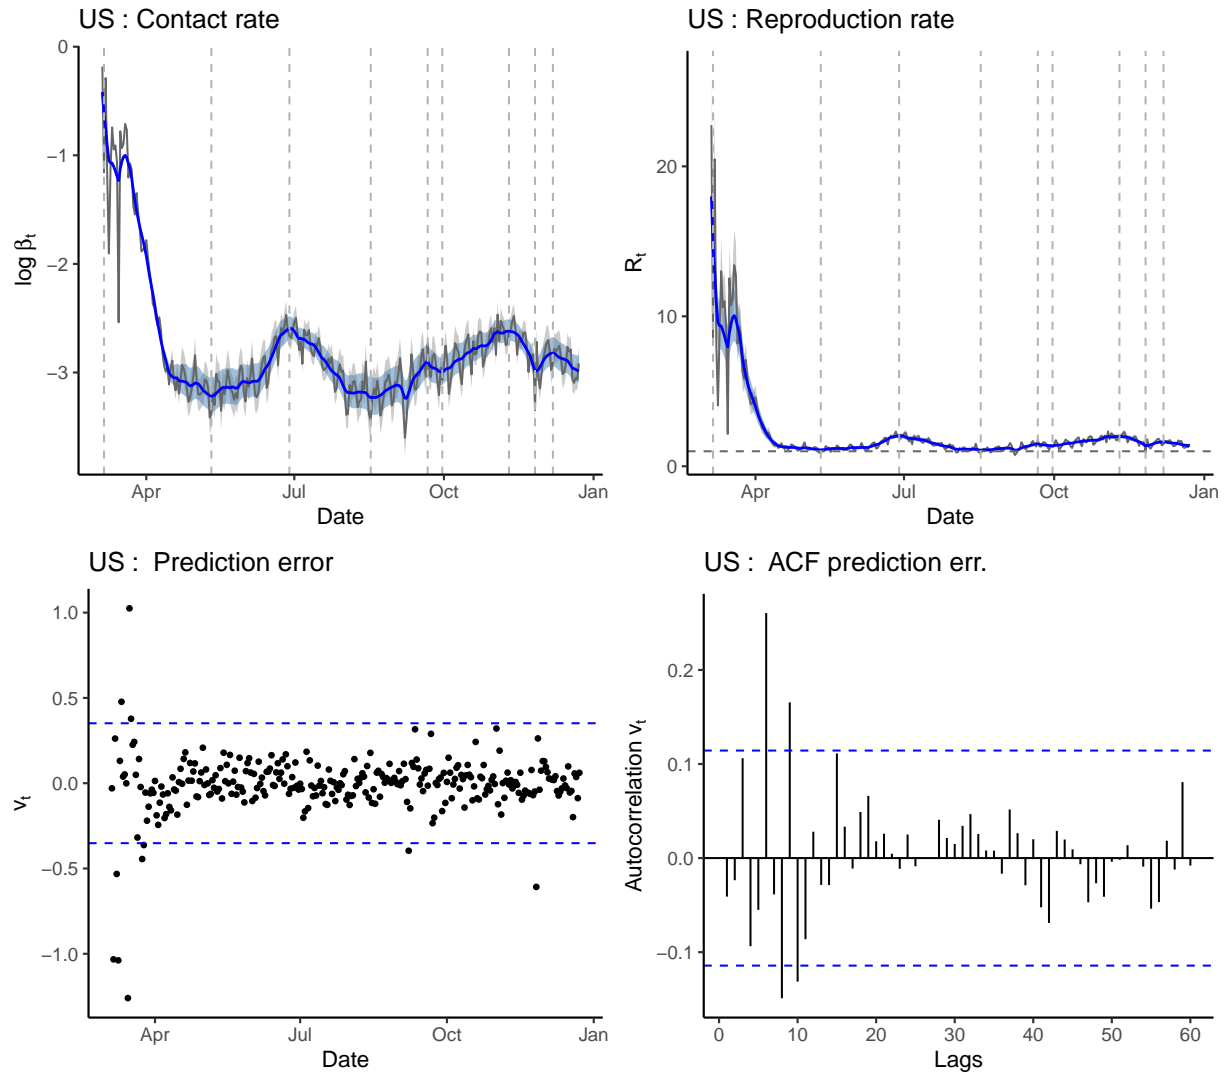 US : Contact rate
0
−1
−2
−3
log βt
Apr
Jul
Oct
Jan
Date
US : Reproduction rate
20
10
0
Rt
Apr
Jul
Oct
Jan
Date
US :  Prediction error
1.0
0.5
0.0
−0.5
−1.0
vt
Apr
Jul
Oct
Jan
Date
US :  ACF prediction err.
0.2
0.1
0.0
−0.1
Autocorrelation vt
0
10
20
30
40
50
60
Lags